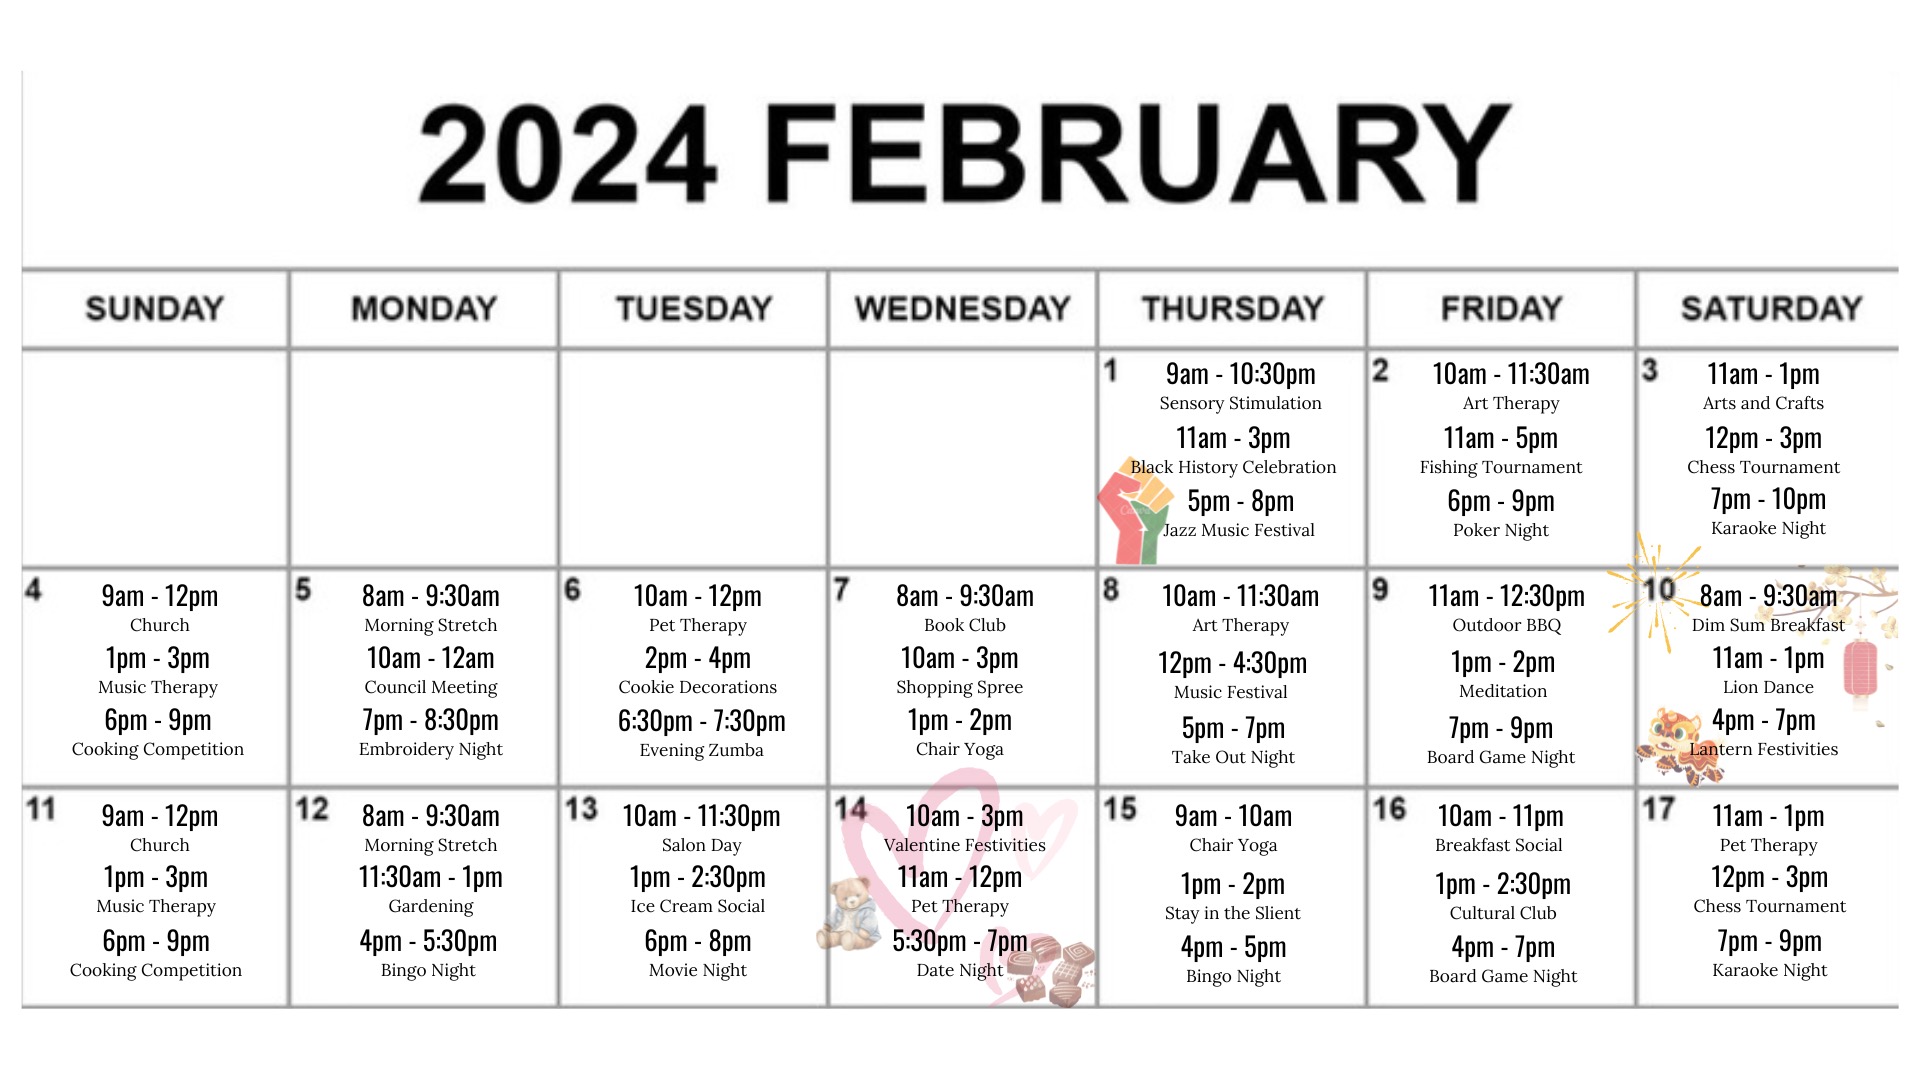 2024 FEBRUARY
SUNDAY
MONDAY
TUESDAY
WEDNESDAY
THURSDAY
FRIDAY
SATURDAY
1
9am - 10:30pm
Sensory Stimulation
11am - 3pm
Black History Celebration
5pm - 8pm
Jazz Music Festival
2
10am - 11:30am
Art Therapy
11am - 5pm
Fishing Tournament
6pm - 9pm
Poker Night
3
11am - 1pm
Arts and Crafts
12pm - 3pm
Chess Tournament
7pm - 10pm
Karaoke Night
4
9am - 12pm
Church
1pm - 3pm
Music Therapy
6pm - 9pm
Cooking Competition
5
8am - 9:30am
Morning Stretch
10am - 12am
Council Meeting
7pm - 8:30pm
Embroidery Night
6
10am - 12pm
Pet Therapy
2pm - 4pm
Cookie Decorations
6:30pm - 7:30pm
Evening Zumba
7
8am - 9:30am
Book Club
10am - 3pm
Shopping Spree
1pm - 2pm
Chair Yoga
8
10am - 11:30am
Art Therapy
12pm - 4:30pm
Music Festival
5pm - 7pm
Take Out Night
9
11am - 12:30pm
Outdoor BBQ
1pm - 2pm
Meditation
7pm - 9pm
Board Game Night
10
8am - 9:30am
Dim Sum Breakfast
11am - 1pm
Lion Dance
4pm - 7pm
Lantern Festivities
11
9am - 12pm
Church
1pm - 3pm
Music Therapy
6pm - 9pm
Cooking Competition
12
8am - 9:30am
Morning Stretch
11:30am - 1pm
Gardening
4pm - 5:30pm
Bingo Night
13
10am - 11:30pm
Salon Day
1pm - 2:30pm
Ice Cream Social
6pm - 8pm
Movie Night
14
10am - 3pm
Valentine Festivities
11am - 12pm
Pet Therapy
5:30pm - 7pm
Date Night
15
9am - 10am
Chair Yoga
1pm - 2pm
Stay in the Slient
4pm - 5pm
Bingo Night
16
10am - 11pm
Breakfast Social
1pm - 2:30pm
Cultural Club
4pm - 7pm
Board Game Night
17
11am - 1pm
Pet Therapy
12pm - 3pm
Chess Tournament
7pm - 9pm
Karaoke Night